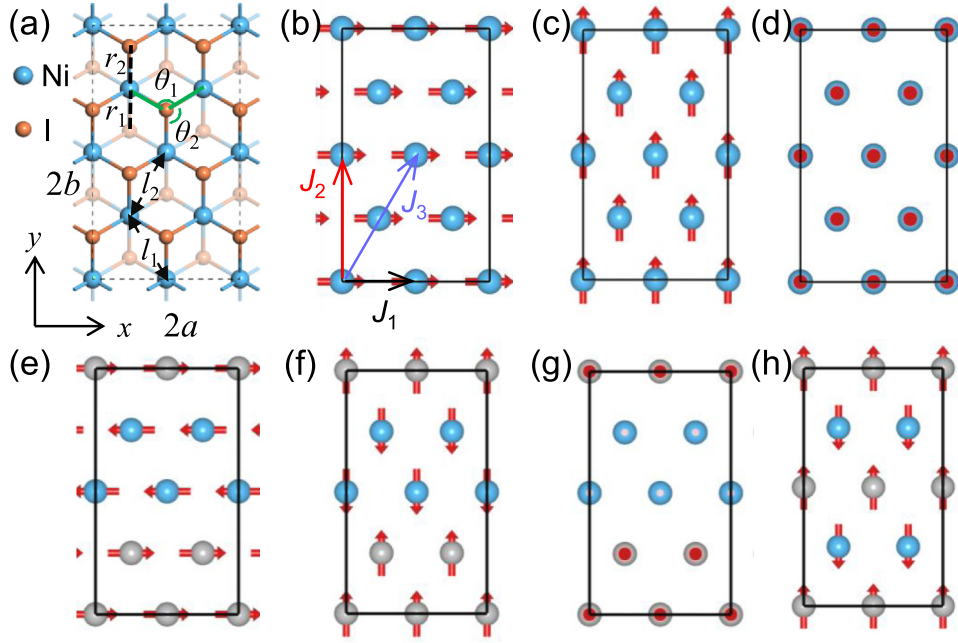 (a)
(b)
(c)
(d)
r₂
θ₁
Ni
r₁
I
θ₂
2b
l₂
J₂
J₃
y
l₁
J₁
x
2a
(e)
(f)
(g)
(h)